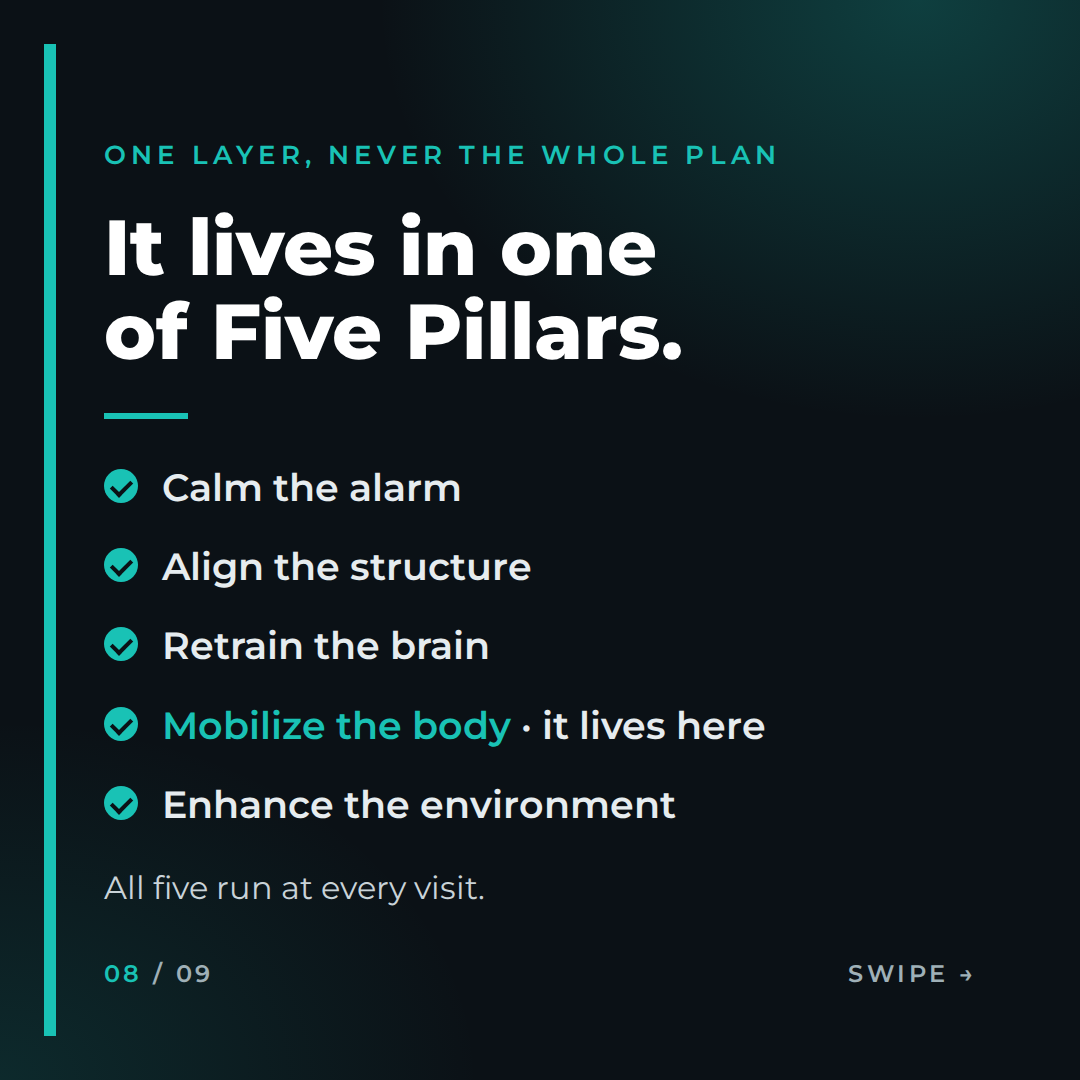 ONE LAYER, NEVER THE WHOLE PLAN
It lives in one
of Five Pillars.
Calm the alarm
Align the structure
Retrain the brain
Mobilize the body · it lives here
Enhance the environment
All five run at every visit.
08 / 09
SWIPE →